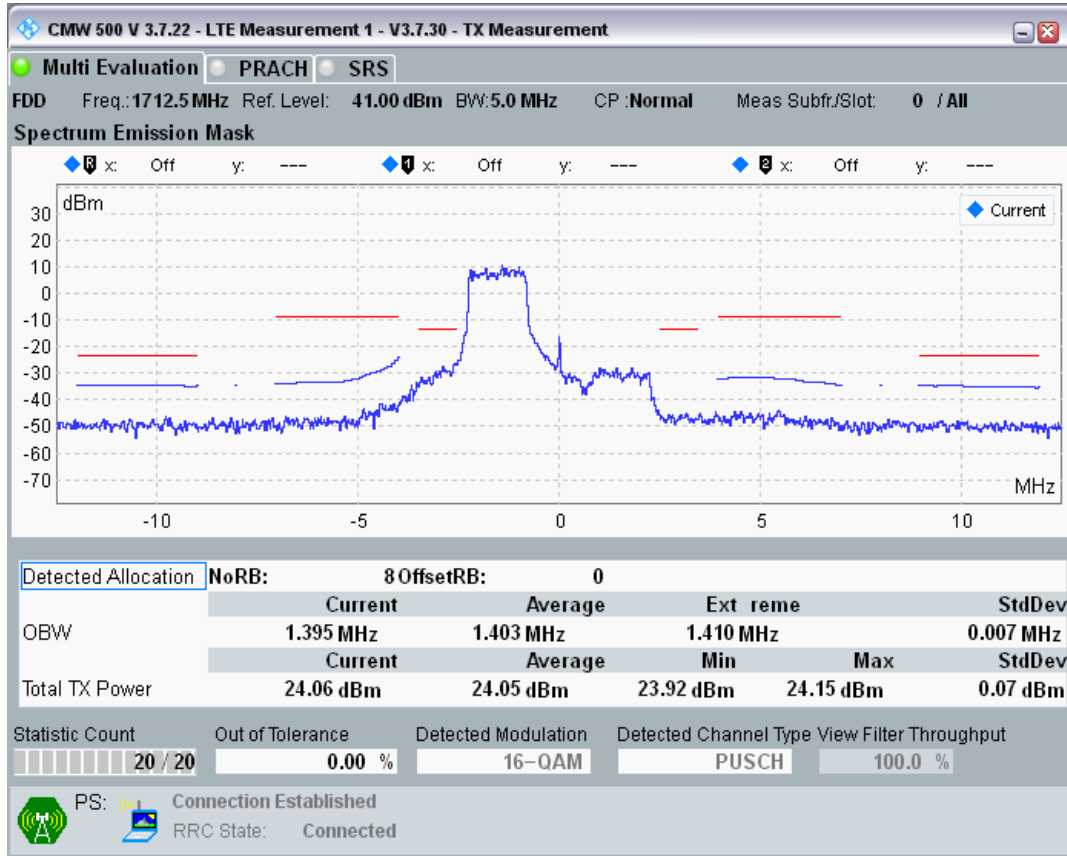 CMW 500 V 3.7.22 - LTE Measurement 1 - V3.7.30 - TX Measurement
Multi Evaluation PRACH SRS
FDD Freq.: 1712.5 MHz Ref. Level: 41.00 dBm BW: 5.0 MHz CP : Normal Meas Subfr./Slot: 0 / All
Spectrum Emission Mask
R x: Off y: --- 1 x: Off y: --- 2 x: Off y: ---
dBm
Current
30
20
10
0
-10
-20
-30
-40
-50
-60
-70
MHz
-10 -5 0 5 10
Detected Allocation NoRB: 8 OffsetRB: 0
Current Average Ext reme StdDev
OBW 1.395 MHz 1.403 MHz 1.410 MHz 0.007 MHz
Current Average Min Max StdDev
Total TX Power 24.06 dBm 24.05 dBm 23.92 dBm 24.15 dBm 0.07 dBm
Statistic Count Out of Tolerance Detected Modulation Detected Channel Type View Filter Throughput
20 / 20 0.00 % 16-QAM PUSCH 100.0 %
PS: Connection Established
RRC State: Connected